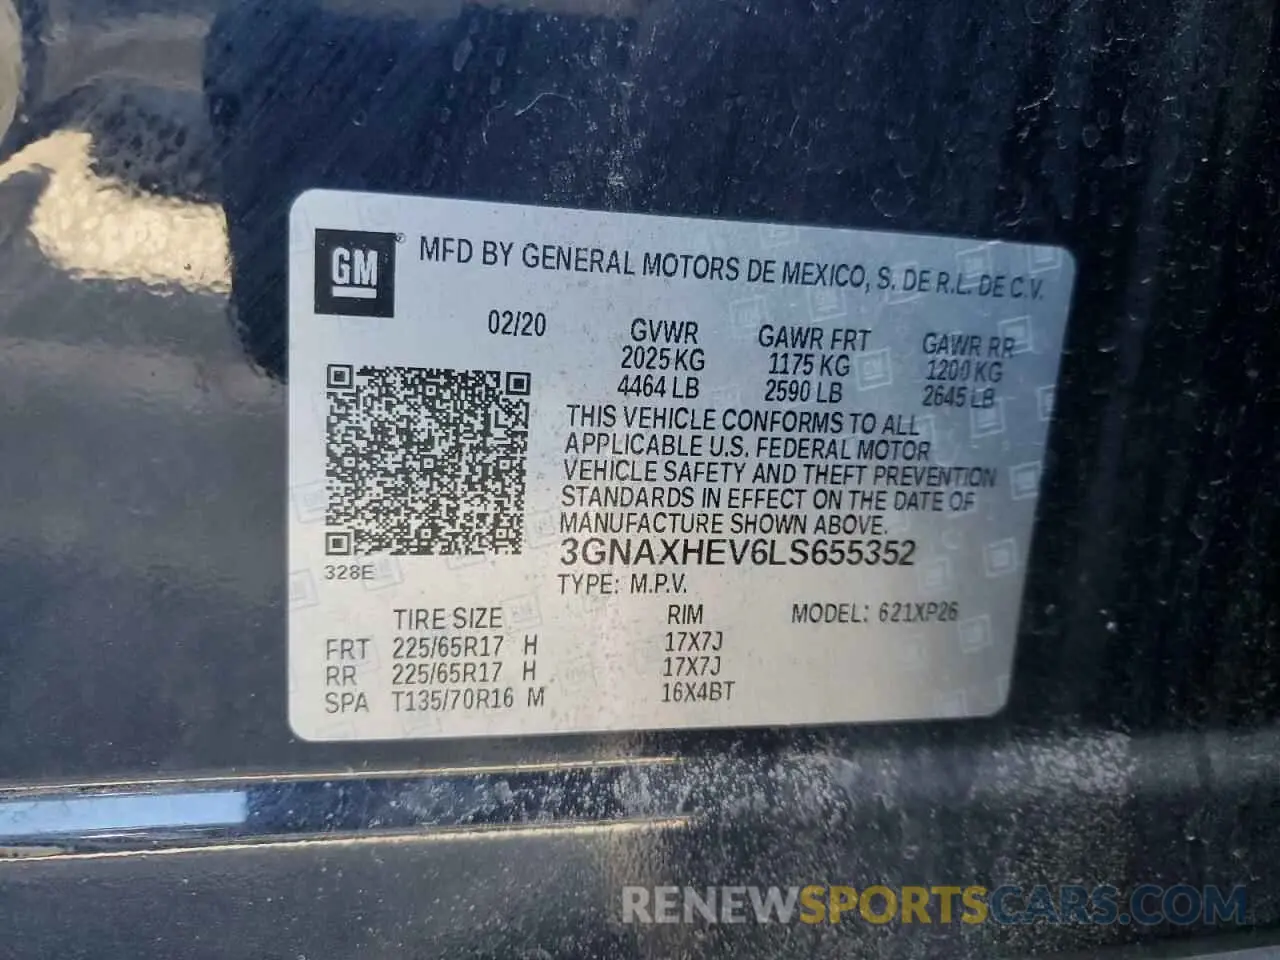 GM ® MFD BY GENERAL MOTORS DE MEXICO, S. DE R.L. DE C.V.
02/20 GVWR GAWR FRT GAWR RR
2025 KG 1175 KG 1200 KG
4464 LB 2590 LB 2645 LB
THIS VEHICLE CONFORMS TO ALL
APPLICABLE U.S. FEDERAL MOTOR
VEHICLE SAFETY AND THEFT PREVENTION
STANDARDS IN EFFECT ON THE DATE OF
MANUFACTURE SHOWN ABOVE.
3GNAXHEV6LS655352
328E
TYPE: M.P.V.
TIRE SIZE RIM MODEL: 621XP26
FRT 225/65R17 H 17X7J
RR 225/65R17 H 17X7J
SPA T135/70R16 M 16X4BT
RENEWSPORTSCARS.COM